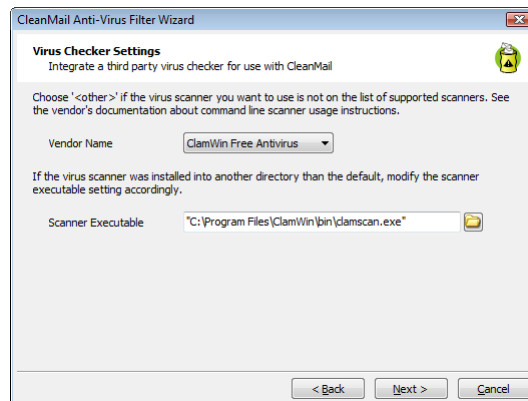 CleanMail Anti-Virus Filter Wizard
Virus Checker Settings
Integrate a third party virus checker for use with CleanMail
Choose '<other>' if the virus scanner you want to use is not on the list of supported scanners. See
the vendor's documentation about command line scanner usage instructions.
Vendor Name
ClamWin Free Antivirus
If the virus scanner was installed into another directory than the default, modify the scanner
executable setting accordingly.
Scanner Executable
"C:\Program Files\ClamWin\bin\clamscan.exe"
< Back
Next >
Cancel